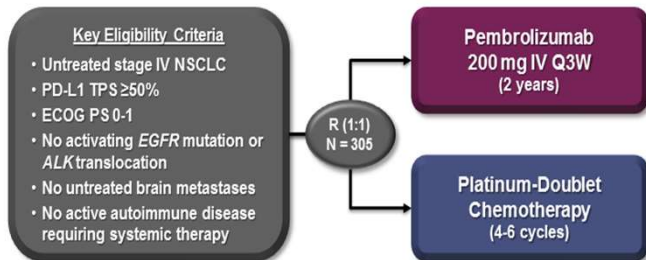 Key Eligibility Criteria
• Untreated stage IV NSCLC
• PD-L1 TPS ≥50%
• ECOG PS 0-1
• No activating EGFR mutation or
ALK translocation
• No untreated brain metastases
• No active autoimmune disease
requiring systemic therapy
R (1:1)
N = 305
Pembrolizumab
200 mg IV Q3W
(2 years)
Platinum-Doublet
Chemotherapy
(4-6 cycles)